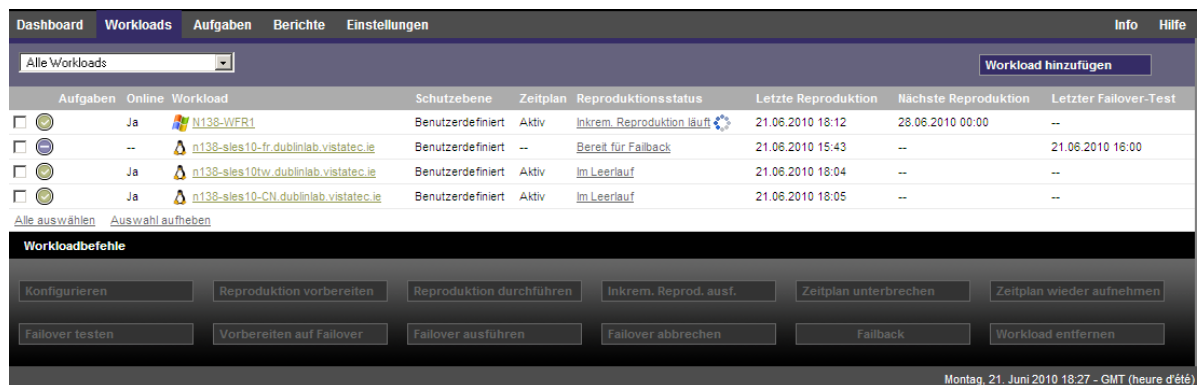 Dashboard Workloads Aufgaben Berichte Einstellungen Info Hilfe
Alle Workloads Workload hinzufügen
Aufgaben Online Workload Schutzebene Zeitplan Reproduktionsstatus Letzte Reproduktion Nächste Reproduktion Letzter Failover-Test
Ja N138-WFR1 Benutzerdefiniert Aktiv Inkrem. Reproduktion läuft 21.06.2010 18:12 28.06.2010 00:00 --
-- n138-sles10-fr.dublinlab.vistatec.ie Benutzerdefiniert -- Bereit für Failback 21.06.2010 15:43 -- 21.06.2010 16:00
Ja n138-sles10tw.dublinlab.vistatec.ie Benutzerdefiniert Aktiv Im Leerlauf 21.06.2010 18:04 -- --
Ja n138-sles10-CN.dublinlab.vistatec.ie Benutzerdefiniert Aktiv Im Leerlauf 21.06.2010 18:05 -- --
Alle auswählen Auswahl aufheben
Workloadbefehle
Konfigurieren Reproduktion vorbereiten Reproduktion durchführen Inkrem. Reprod. ausf. Zeitplan unterbrechen Zeitplan wieder aufnehmen
Failover testen Vorbereiten auf Failover Failover ausführen Failover abbrechen Failback Workload entfernen
Montag, 21. Juni 2010 18:27 - GMT (heure d'été)